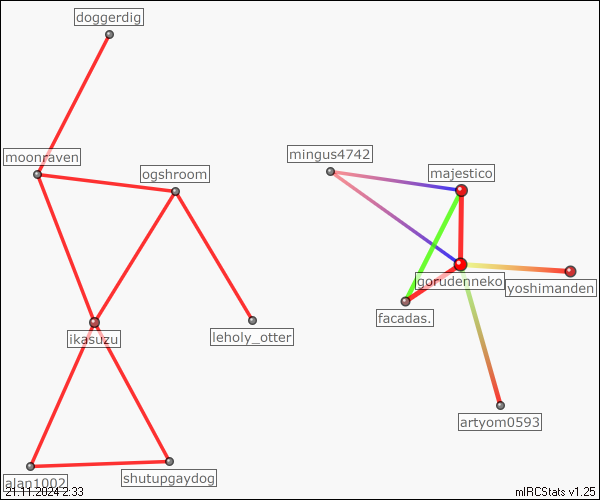 doggerdig
moonraven
ogshroom
mingus4742
majestico
gorudenneko
yoshimanden
facadas.
leholy_otter
ikasuzu
artyom0593
alan1002
shutupgaydog
21.11.2024 2:33
mIRCStats v1.25